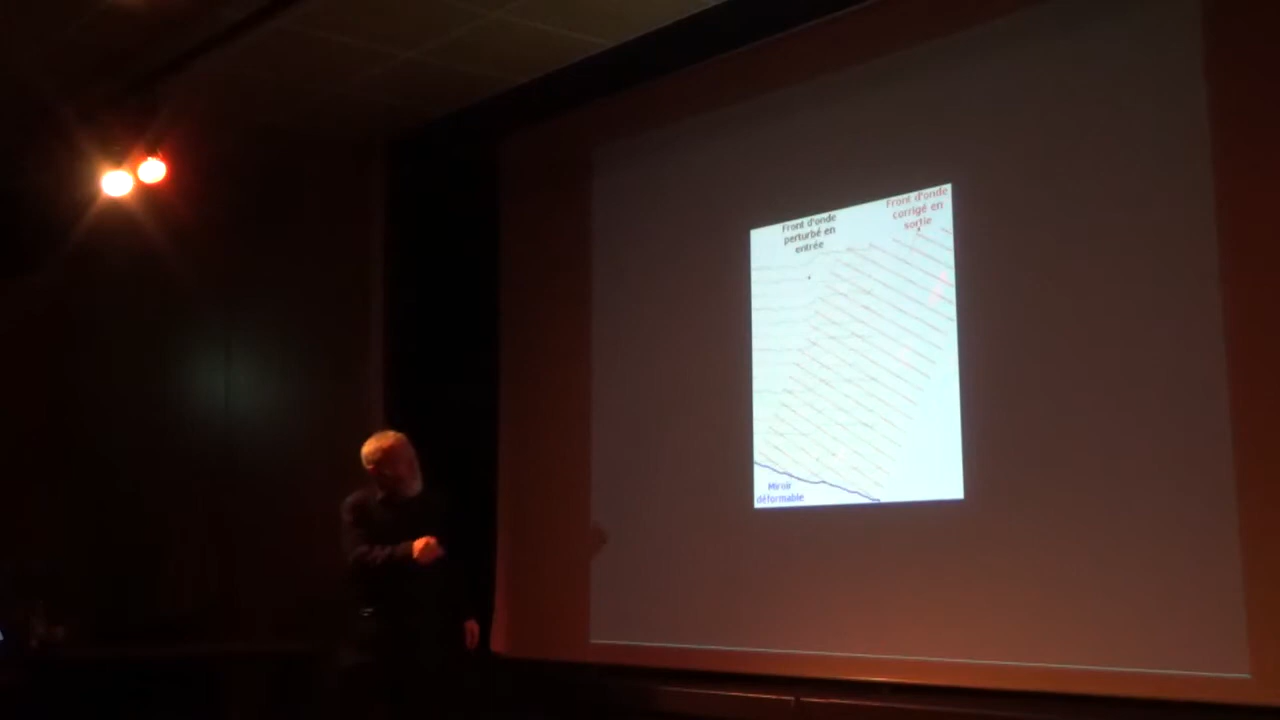 Front d'onde
perturbé en
entrée
Front d'onde
corrigé en
sortie
Miroir
déformable